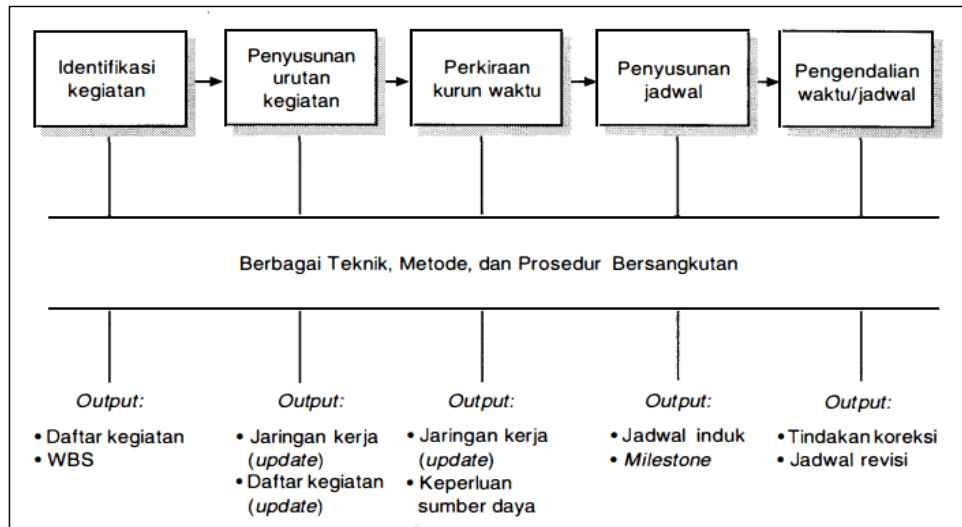 Identifikasi
kegiatan
Penyusunan
urutan
kegiatan
Perkiraan
kurun waktu
Penyusunan
jadwal
Pengendalian
waktu/jadwal
Berbagai Teknik, Metode, dan Prosedur Bersangkutan
Output:
• Daftar kegiatan
• WBS
Output:
• Jaringan kerja
(update)
• Daftar kegiatan
(update)
Output:
• Jaringan kerja
(update)
• Keperluan
sumber daya
Output:
• Jadwal induk
• Milestone
Output:
• Tindakan koreksi
• Jadwal revisi